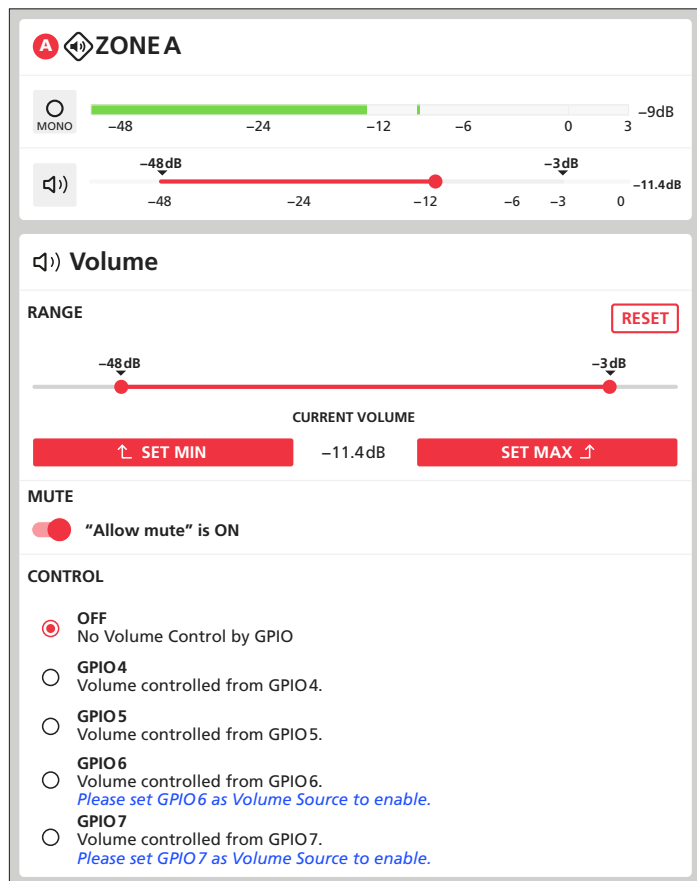 A ZONE A
MONO
−48 −24 −12 −6 0 3 −9dB
−48dB −3dB
−11.4dB
−48 −24 −12 −6 −3 0
Volume
RANGE
RESET
−48dB −3dB
CURRENT VOLUME
SET MIN −11.4dB SET MAX
MUTE
“Allow mute” is ON
CONTROL
OFF
No Volume Control by GPIO
GPIO4
Volume controlled from GPIO4.
GPIO5
Volume controlled from GPIO5.
GPIO6
Volume controlled from GPIO6.
Please set GPIO6 as Volume Source to enable.
GPIO7
Volume controlled from GPIO7.
Please set GPIO7 as Volume Source to enable.